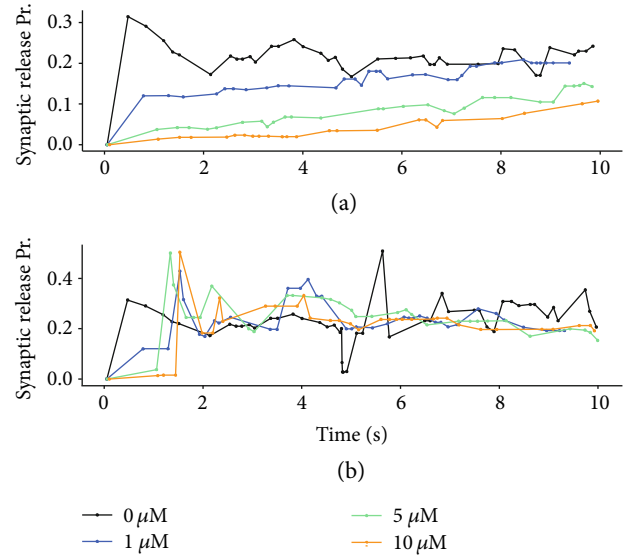 Synaptic release Pr.
0.3
0.2
0.1
0.0
0 2 4 6 8 10
(a)
Synaptic release Pr.
0.4
0.2
0.0
0 2 4 6 8 10
Time (s)
(b)
0 μM 5 μM
1 μM 10 μM